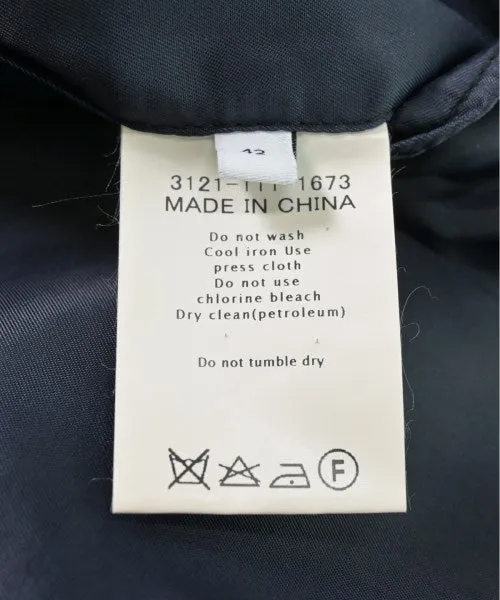 3121-111-1673
MADE IN CHINA
Do not wash
Cool iron Use
press cloth
Do not use
chlorine bleach
Dry clean(petroleum)
Do not tumble dry
F